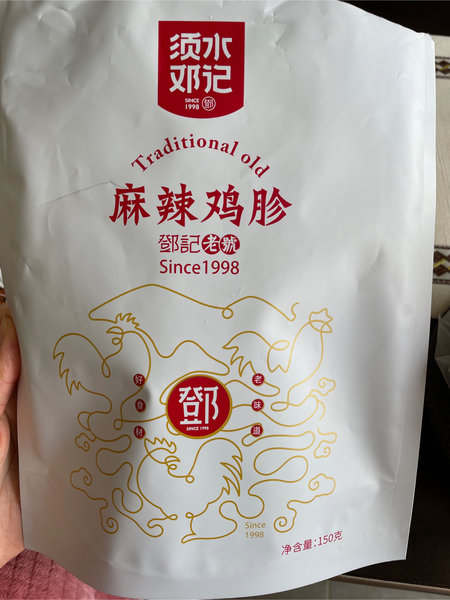 须水
邓记
SINCE
1998 鄧
Traditional old
麻辣鸡胗
鄧記老號
Since1998
好食材
鄧
SINCE 1998
老味道
Since
1998
净含量:150克